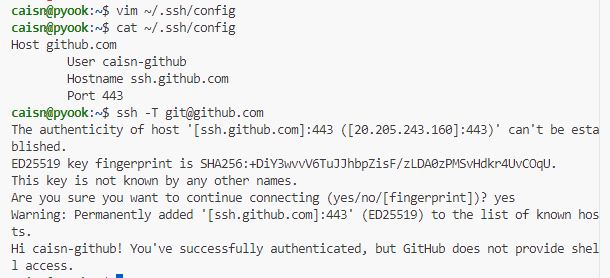 caisn@pyook:~$ vim ~/.ssh/config
caisn@pyook:~$ cat ~/.ssh/config
Host github.com
        User caisn-github
        Hostname ssh.github.com
        Port 443
caisn@pyook:~$ ssh -T git@github.com
The authenticity of host '[ssh.github.com]:443 ([20.205.243.160]:443)' can't be esta
blished.
ED25519 key fingerprint is SHA256:+DiY3wvvV6TuJJhbpZisF/zLDA0zPMSvHdkr4UvCOqU.
This key is not known by any other names.
Are you sure you want to continue connecting (yes/no/[fingerprint])? yes
Warning: Permanently added '[ssh.github.com]:443' (ED25519) to the list of known hos
ts.
Hi caisn-github! You've successfully authenticated, but GitHub does not provide shel
l access.